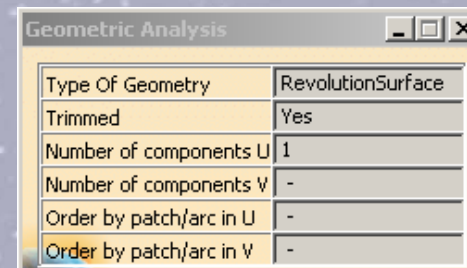 Geometric Analysis
Type Of Geometry RevolutionSurface
Trimmed Yes
Number of components U 1
Number of components V -
Order by patch/arc in U -
Order by patch/arc in V -